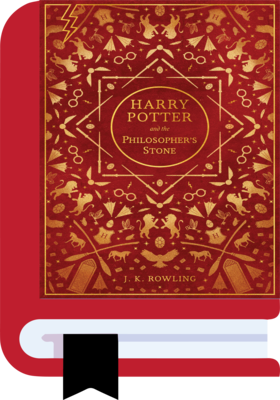 HARRY
POTTER
and the
PHILOSOPHER'S
STONE
J. K. ROWLING